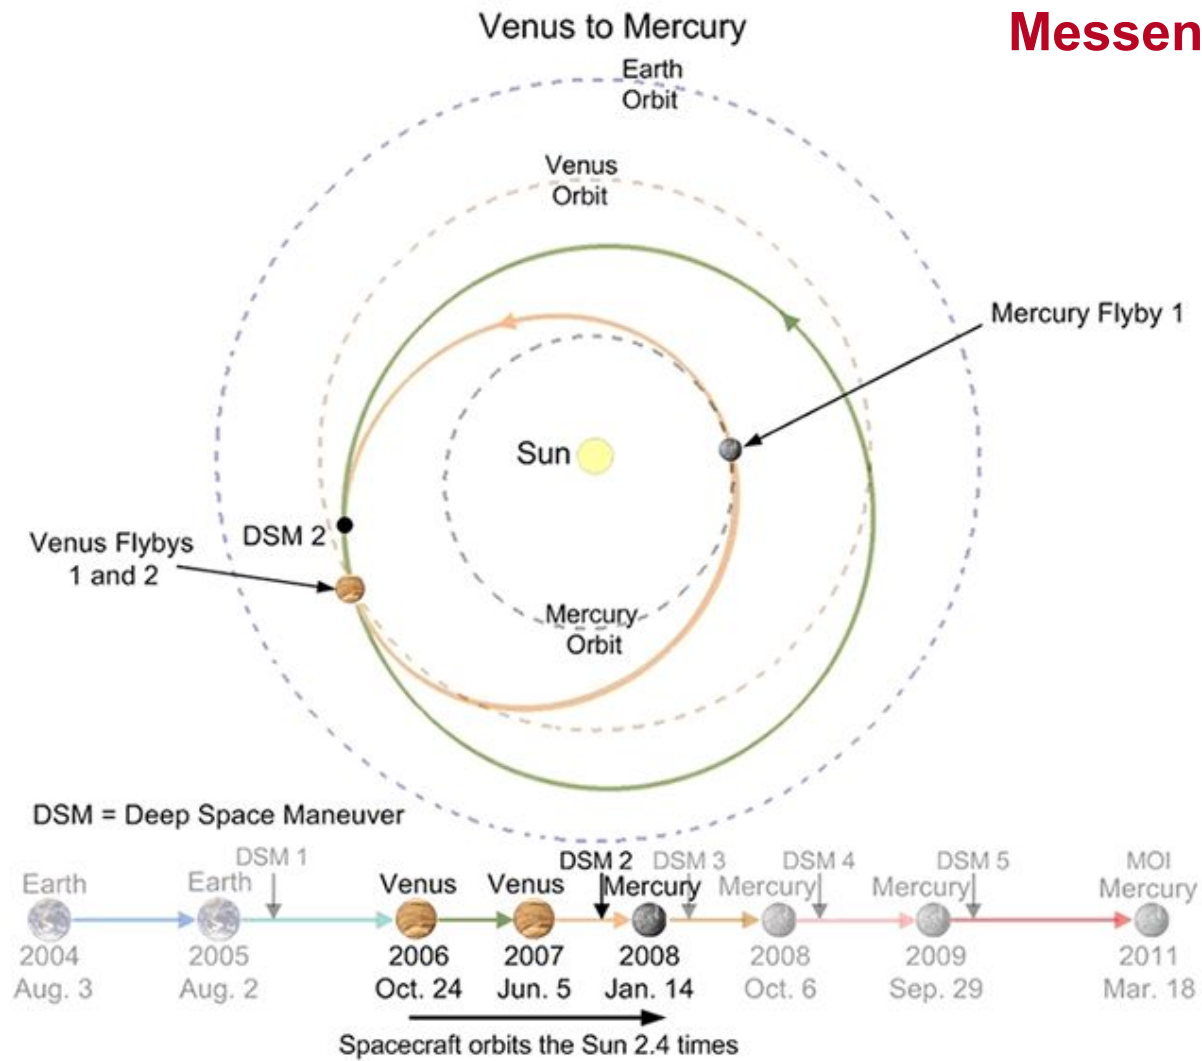 Venus to Mercury
Messen
Earth
Orbit
Venus
Orbit
Mercury Flyby 1
Sun
DSM 2
Venus Flybys
1 and 2
Mercury
Orbit
DSM = Deep Space Maneuver
DSM 1
DSM 2
DSM 3
DSM 4
DSM 5
MOI
Earth
Earth
Venus
Venus
Mercury
Mercury
Mercury
Mercury
2004
2005
2006
2007
2008
2008
2009
2011
Aug. 3
Aug. 2
Oct. 24
Jun. 5
Jan. 14
Oct. 6
Sep. 29
Mar. 18
Spacecraft orbits the Sun 2.4 times